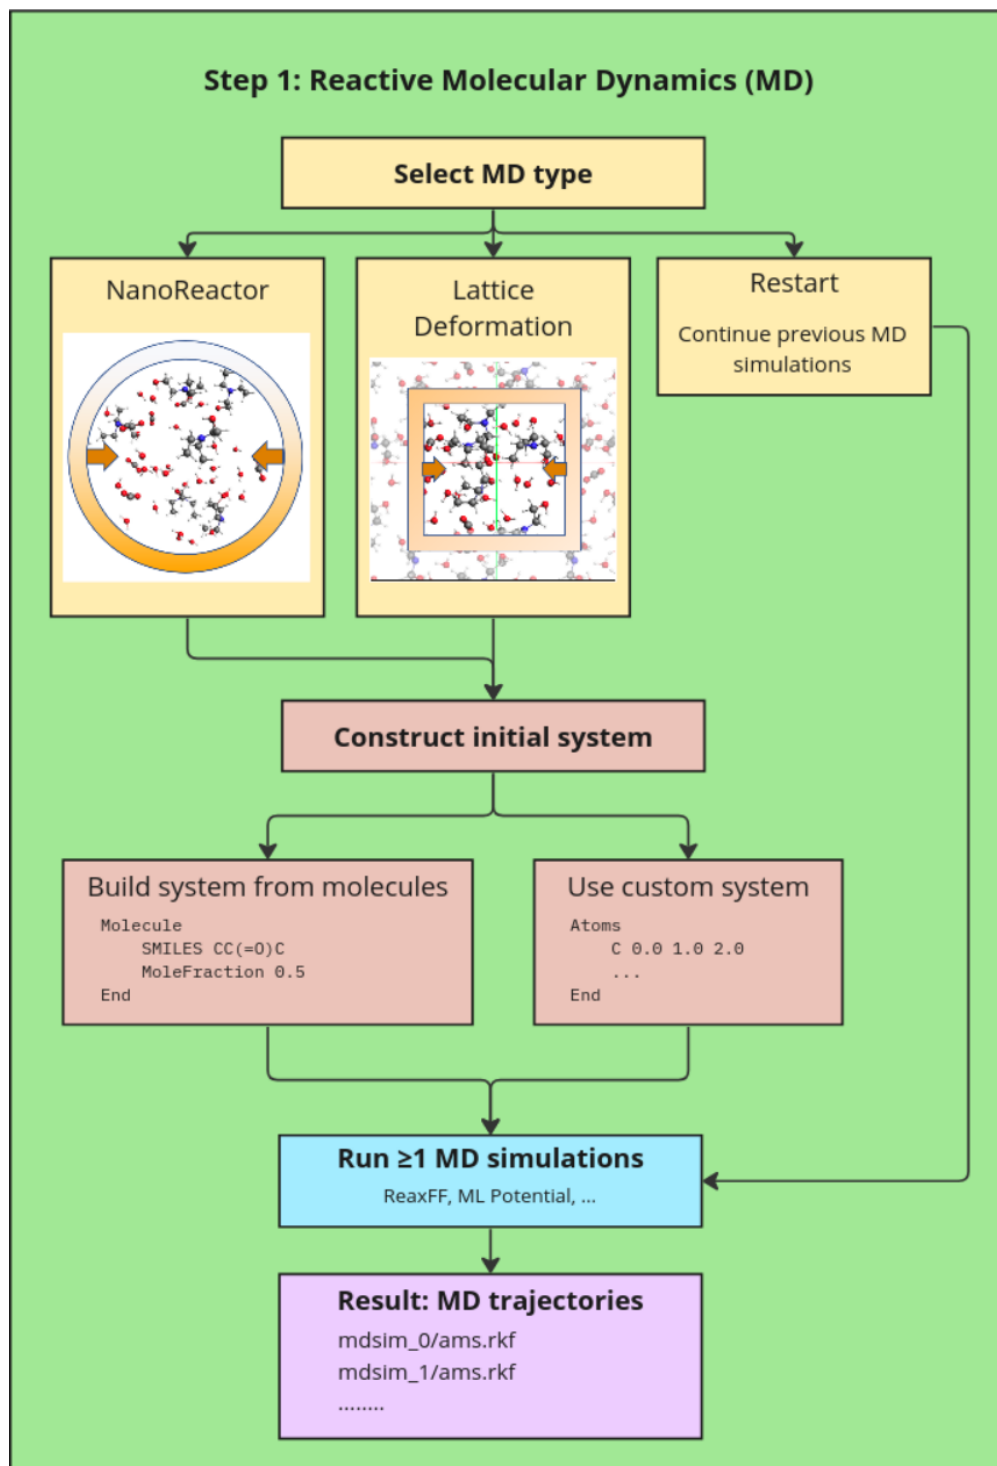 Step 1: Reactive Molecular Dynamics (MD)
Select MD type
NanoReactor
Lattice
Deformation
Restart
Continue previous MD
simulations
Construct initial system
Build system from molecules
Molecule
    SMILES CC(=O)C
    MoleFraction 0.5
End
Use custom system
Atoms
    C 0.0 1.0 2.0
    ...
End
Run ≥1 MD simulations
ReaxFF, ML Potential, ...
Result: MD trajectories
mdsim_0/ams.rkf
mdsim_1/ams.rkf
........